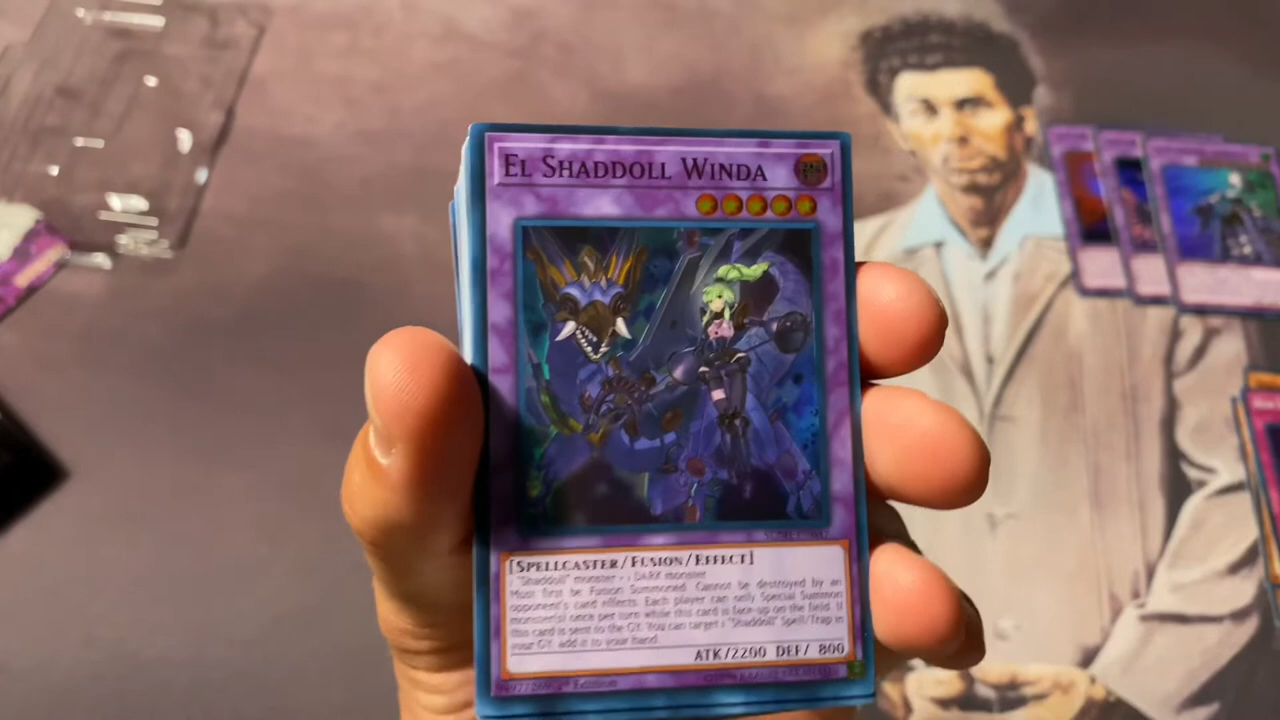 EL SHADDOLL WINDA
[SPELLCASTER/FUSION/EFFECT]
1 "Shaddoll" monster + 1 DARK monster
Must first be Fusion Summoned. Cannot be destroyed by an
opponent's card effects. Each player can only Special Summon
monster(s) once per turn while this card is face-up on the field. If
this card is sent to the GY: You can target 1 "Shaddoll" Spell/Trap in
your GY; add it to your hand.
ATK/2200 DEF/ 800
1st Edition